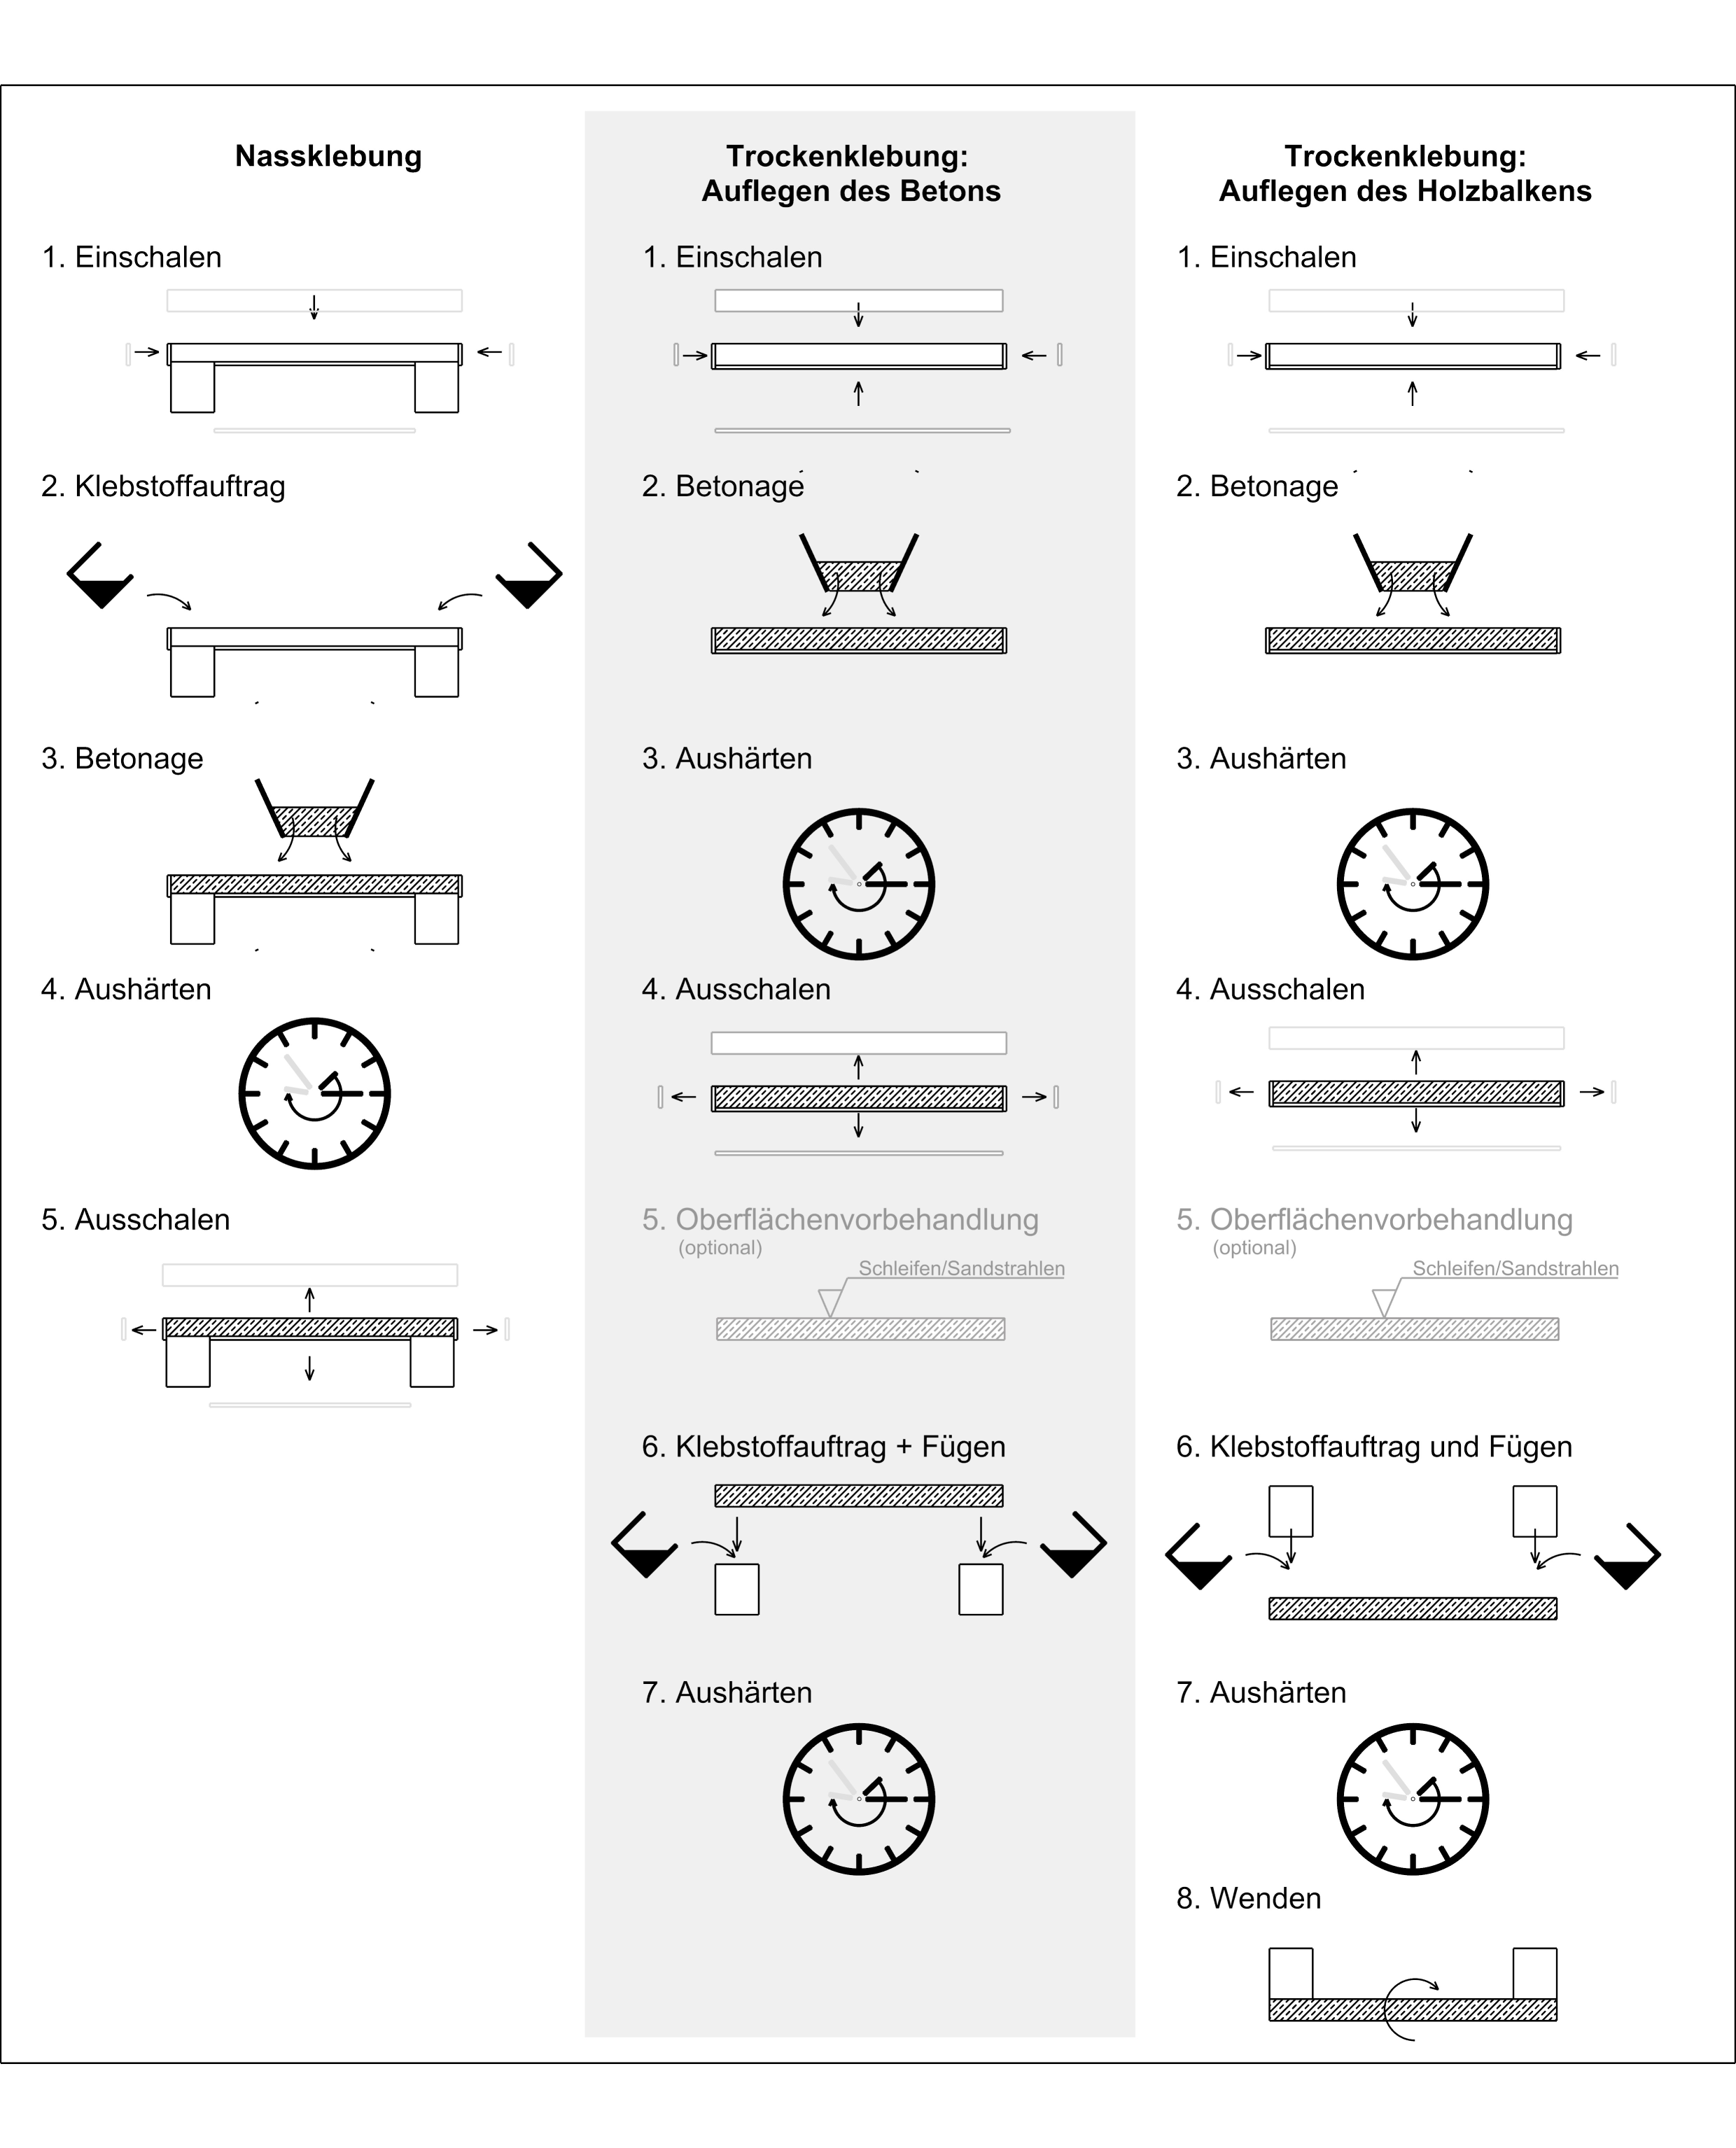 Nassklebung
1. Einschalen
2. Klebstoffauftrag
3. Betonage
4. Aushärten
5. Ausschalen
Trockenklebung:
Auflegen des Betons
1. Einschalen
2. Betonage
3. Aushärten
4. Ausschalen
5. Oberflächenvorbehandlung
(optional)
Schleifen/Sandstrahlen
6. Klebstoffauftrag + Fügen
7. Aushärten
Trockenklebung:
Auflegen des Holzbalkens
1. Einschalen
2. Betonage
3. Aushärten
4. Ausschalen
5. Oberflächenvorbehandlung
(optional)
Schleifen/Sandstrahlen
6. Klebstoffauftrag und Fügen
7. Aushärten
8. Wenden